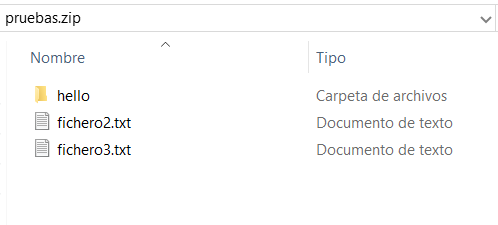 pruebas.zip
Nombre Tipo
hello Carpeta de archivos
fichero2.txt Documento de texto
fichero3.txt Documento de texto